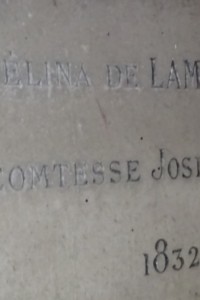 ÉLINA DE LAM
COMTESSE JOS
1832